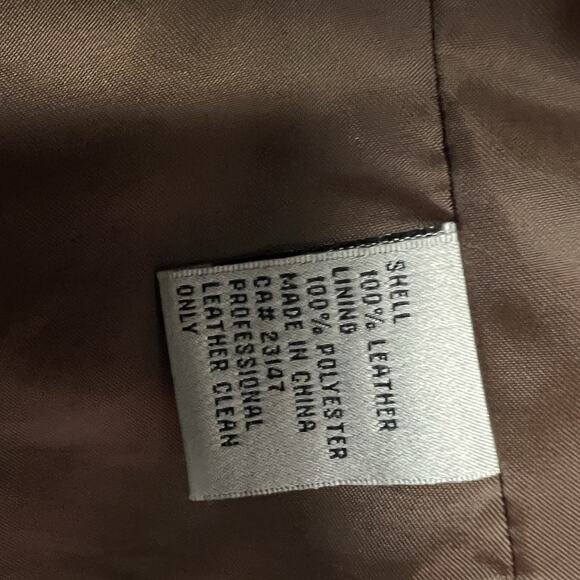 SHELL
100% LEATHER
LINING
100% POLYESTER
MADE IN CHINA
CA# 23147
PROFESSIONAL
LEATHER CLEAN
ONLY